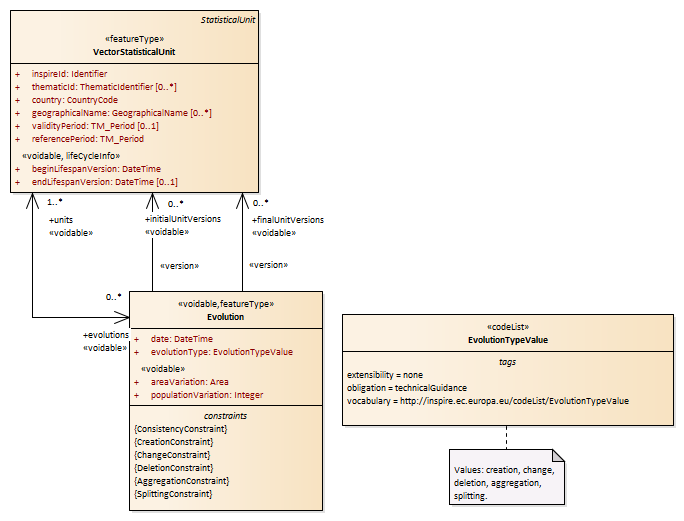 StatisticalUnit
«featureType»
VectorStatisticalUnit
+ inspireId: Identifier
+ thematicId: ThematicIdentifier [0..*]
+ country: CountryCode
+ geographicalName: GeographicalName [0..*]
+ validityPeriod: TM_Period [0..1]
+ referencePeriod: TM_Period
«voidable, lifeCycleInfo»
+ beginLifespanVersion: DateTime
+ endLifespanVersion: DateTime [0..1]
1..*
+units
«voidable»
0..*
+initialUnitVersions
«voidable»
«version»
0..*
+finalUnitVersions
«voidable»
«version»
0..*
+evolutions
«voidable»
«voidable,featureType»
Evolution
+ date: DateTime
+ evolutionType: EvolutionTypeValue
«voidable»
+ areaVariation: Area
+ populationVariation: Integer
constraints
{ConsistencyConstraint}
{CreationConstraint}
{ChangeConstraint}
{DeletionConstraint}
{AggregationConstraint}
{SplittingConstraint}
«codeList»
EvolutionTypeValue
tags
extensibility = none
obligation = technicalGuidance
vocabulary = http://inspire.ec.europa.eu/codeList/EvolutionTypeValue
Values: creation, change,
deletion, aggregation,
splitting.